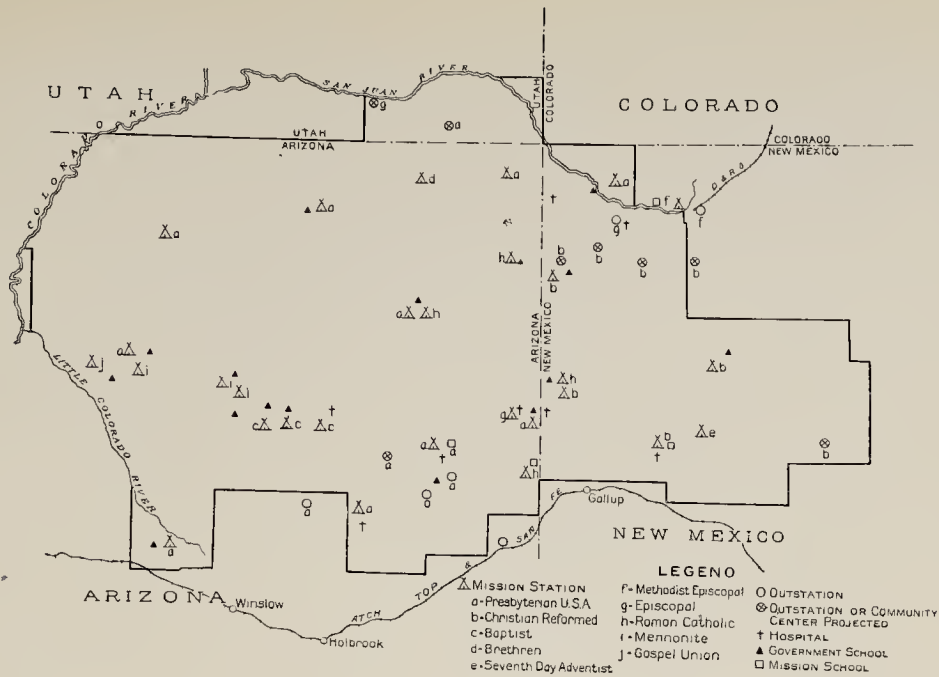 UTAH
COLORADO
SAN JUAN RIVER
COLORADO RIVER
UTAH
COLORADO
UTAH
ARIZONA
COLORADO
NEW MEXICO
D&RG
g
a
d
a
a
f
f
a
g
a
h
b
b
b
b
b
a h
ARIZONA
NEW MEXICO
LITTLE COLORADO RIVER
j
a
i
i
i
h
b
b
c
c
c
g
a
a
a
b
e
b
a
a
h
a
a
a
a
Gallup
ATCH TOP & SAN FE
NEW MEXICO
ARIZONA
Winslow
Holbrook
LEGEND
MISSION STATION
a-Presbyterian U.S.A
b-Christian Reformed
c-Baptist
d-Brethren
e-Seventh Day Adventist
f-Methodist Episcopal
g-Episcopal
h-Roman Catholic
i-Mennonite
j-Gospel Union
OUTSTATION
OUTSTATION OR COMMUNITY
CENTER PROJECTED
HOSPITAL
GOVERNMENT SCHOOL
MISSION SCHOOL